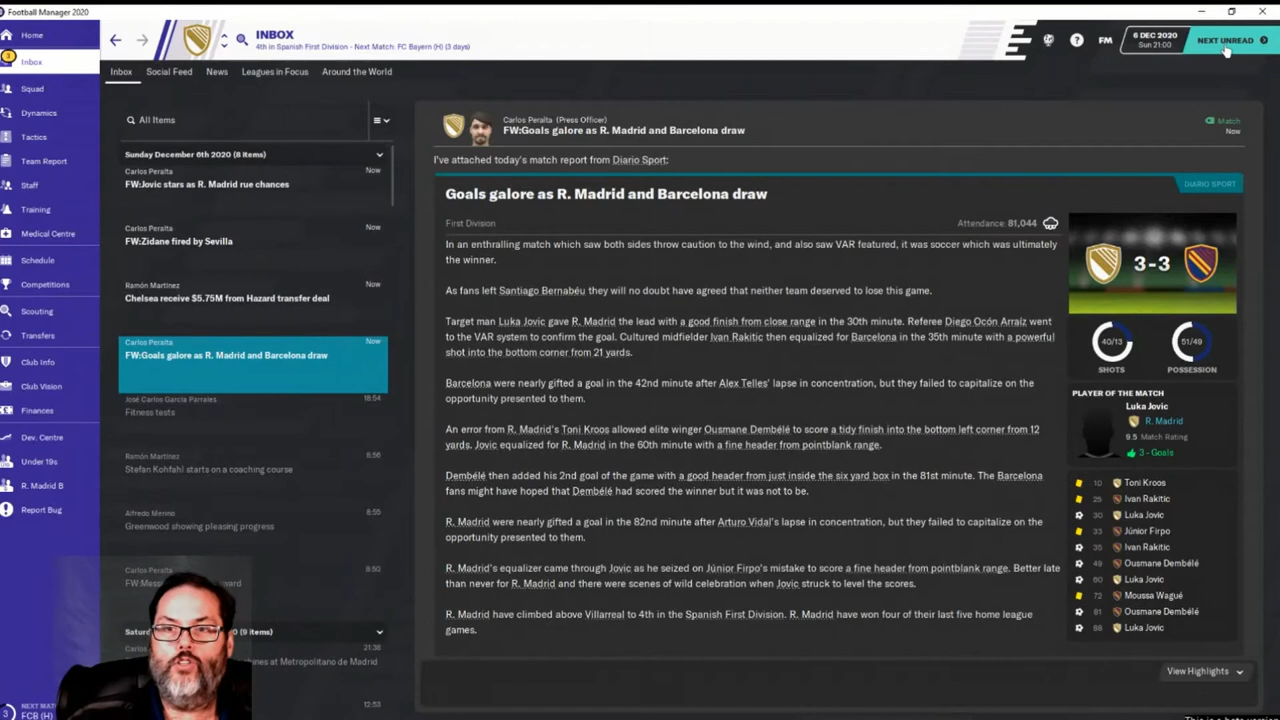 Football Manager 2020
Home
Inbox
Squad
Dynamics
Tactics
Team Report
Staff
Training
Medical Centre
Schedule
Competitions
Scouting
Transfers
Club Info
Club Vision
Finances
Dev. Centre
Under 19s
R. Madrid B
Report Bug
3
NEXT MAT
FCB (H)
INBOX
4th in Spanish First Division - Next Match: FC Bayern (H) (3 days)
FM
6 DEC 2020
Sun 21:00
NEXT UNREAD
Inbox
Social Feed
News
Leagues in Focus
Around the World
All Items
Sunday December 6th 2020 (8 items)
Carlos Peralta Now
FW:Jovic stars as R. Madrid rue chances
Carlos Peralta Now
FW:Zidane fired by Sevilla
Ramón Martínez Now
Chelsea receive $5.75M from Hazard transfer deal
Carlos Peralta Now
FW:Goals galore as R. Madrid and Barcelona draw
José Carlos García Parrales 18:54
Fitness tests
Ramón Martínez 8:56
Stefan Kohfahl starts on a coaching course
Alfredo Merino 8:55
Greenwood showing pleasing progress
Carlos Peralta 8:50
FW:Mess
Satur
0 (9 items)
21:38
hines at Metropolitano de Madrid
12:53
Carlos Peralta (Press Officer)
FW:Goals galore as R. Madrid and Barcelona draw
Match
Now
I've attached today's match report from Diario Sport:
DIARIO SPORT
Goals galore as R. Madrid and Barcelona draw
First Division
Attendance: 81,044
In an enthralling match which saw both sides throw caution to the wind, and also saw VAR featured, it was soccer which was ultimately
the winner.
As fans left Santiago Bernabéu they will no doubt have agreed that neither team deserved to lose this game.
Target man Luka Jovic gave R. Madrid the lead with a good finish from close range in the 30th minute. Referee Diego Ocón Arraíz went
to the VAR system to confirm the goal. Cultured midfielder Ivan Rakitic then equalized for Barcelona in the 35th minute with a powerful
shot into the bottom corner from 21 yards.
Barcelona were nearly gifted a goal in the 42nd minute after Alex Telles' lapse in concentration, but they failed to capitalize on the
opportunity presented to them.
An error from R. Madrid's Toni Kroos allowed elite winger Ousmane Dembélé to score a tidy finish into the bottom left corner from 12
yards. Jovic equalized for R. Madrid in the 60th minute with a fine header from pointblank range.
Dembélé then added his 2nd goal of the game with a good header from just inside the six yard box in the 81st minute. The Barcelona
fans might have hoped that Dembélé had scored the winner but it was not to be.
R. Madrid were nearly gifted a goal in the 82nd minute after Arturo Vidal's lapse in concentration, but they failed to capitalize on the
opportunity presented to them.
R. Madrid's equalizer came through Jovic as he seized on Júnior Firpo's mistake to score a fine header from pointblank range. Better late
than never for R. Madrid and there were scenes of wild celebration when Jovic struck to level the scores.
R. Madrid have climbed above Villarreal to 4th in the Spanish First Division. R. Madrid have won four of their last five home league
games.
3-3
40/13
51/49
SHOTS
POSSESSION
PLAYER OF THE MATCH
Luka Jovic
R. Madrid
9.5 Match Rating
3 - Goals
10 Toni Kroos
25 Ivan Rakitic
30 Luka Jovic
33 Júnior Firpo
35 Ivan Rakitic
49 Ousmane Dembélé
60 Luka Jovic
72 Moussa Wagué
81 Ousmane Dembélé
88 Luka Jovic
View Highlights